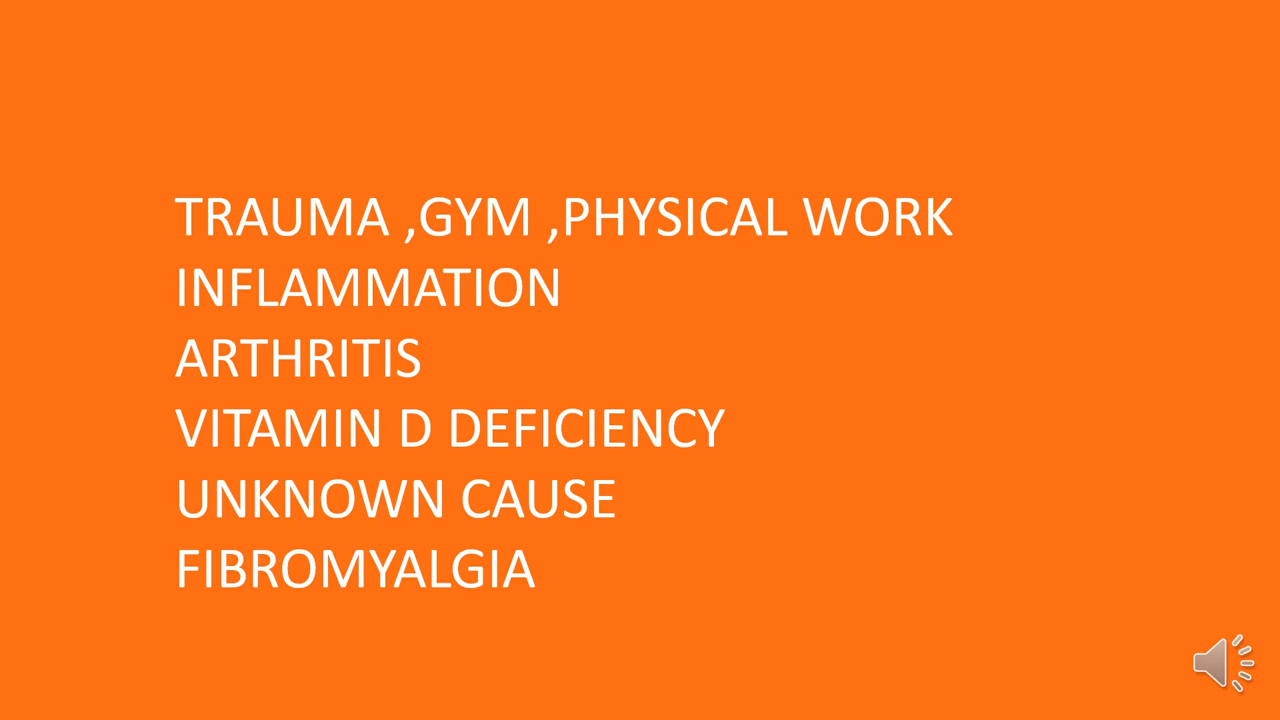 TRAUMA ,GYM ,PHYSICAL WORK
INFLAMMATION
ARTHRITIS
VITAMIN D DEFICIENCY
UNKNOWN CAUSE
FIBROMYALGIA